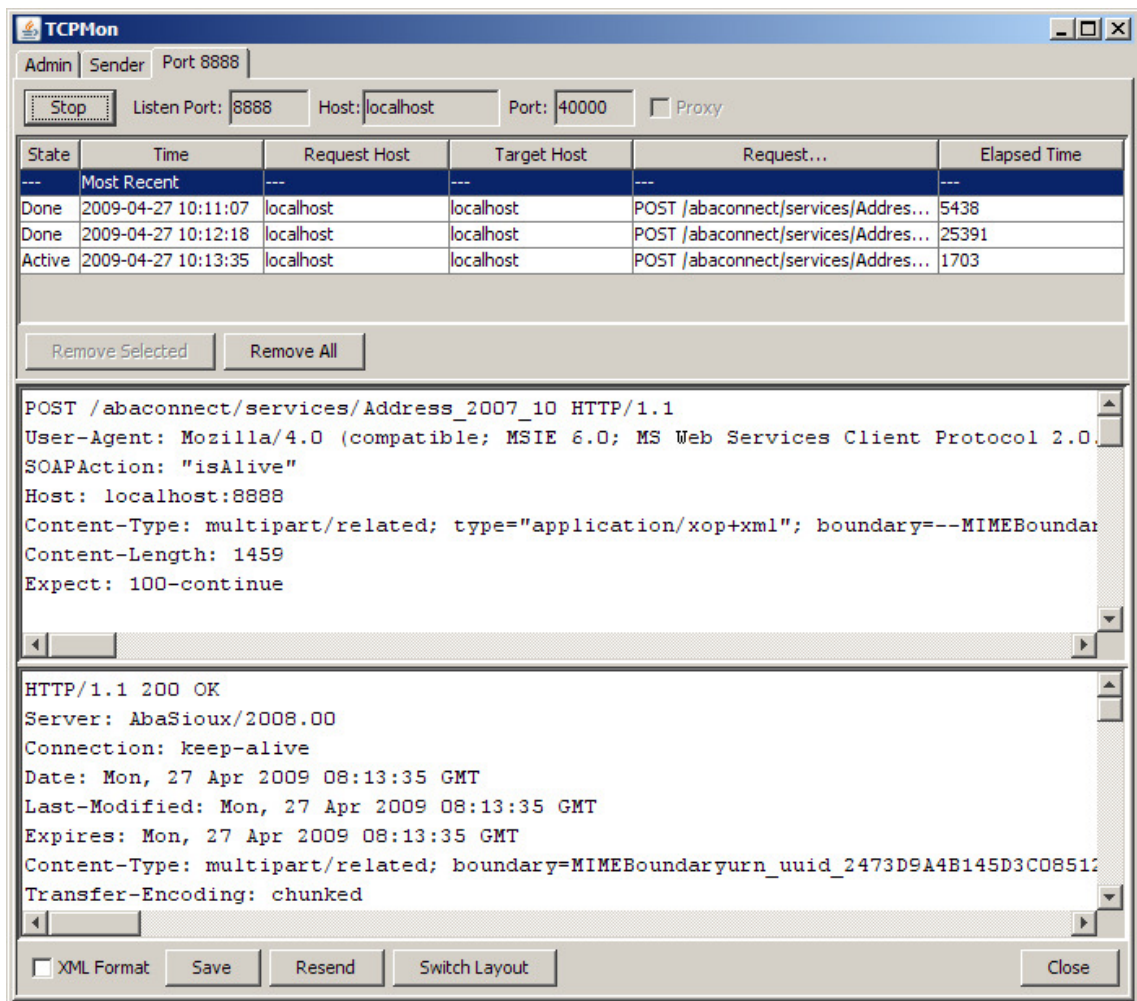 TCPMon
Admin Sender Port 8888
Stop Listen Port: 8888 Host: localhost Port: 40000 Proxy
State Time Request Host Target Host Request... Elapsed Time
--- Most Recent --- --- --- ---
Done 2009-04-27 10:11:07 localhost localhost POST /abaconnect/services/Addres... 5438
Done 2009-04-27 10:12:18 localhost localhost POST /abaconnect/services/Addres... 25391
Active 2009-04-27 10:13:35 localhost localhost POST /abaconnect/services/Addres... 1703
Remove Selected Remove All
POST /abaconnect/services/Address_2007_10 HTTP/1.1
User-Agent: Mozilla/4.0 (compatible; MSIE 6.0; MS Web Services Client Protocol 2.0.
SOAPAction: "isAlive"
Host: localhost:8888
Content-Type: multipart/related; type="application/xop+xml"; boundary=--MIMEBoundar
Content-Length: 1459
Expect: 100-continue
HTTP/1.1 200 OK
Server: AbaSioux/2008.00
Connection: keep-alive
Date: Mon, 27 Apr 2009 08:13:35 GMT
Last-Modified: Mon, 27 Apr 2009 08:13:35 GMT
Expires: Mon, 27 Apr 2009 08:13:35 GMT
Content-Type: multipart/related; boundary=MIMEBoundaryurn_uuid_2473D9A4B145D3C08512
Transfer-Encoding: chunked
XML Format Save Resend Switch Layout Close